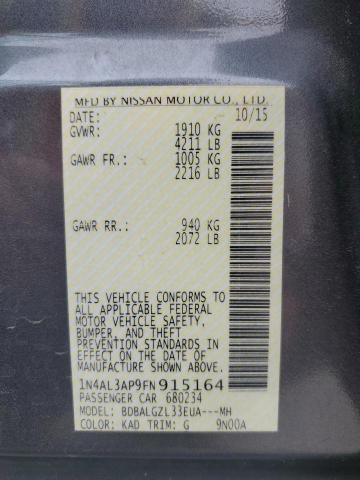 MFD BY NISSAN MOTOR CO., LTD.
DATE: 10/15
GVWR: 1910 KG
4211 LB
GAWR FR.: 1005 KG
2216 LB
GAWR RR.: 940 KG
2072 LB
THIS VEHICLE CONFORMS TO
ALL APPLICABLE FEDERAL
MOTOR VEHICLE SAFETY,
BUMPER, AND THEFT
PREVENTION STANDARDS
IN EFFECT ON THE DATE OF
MANUFACTURE SHOWN ABOVE.
1N4AL3AP9FN915164
PASSENGER CAR 680234
MODEL: BDBALGZL33EUA---MH
COLOR: KAD TRIM: G 9N00A